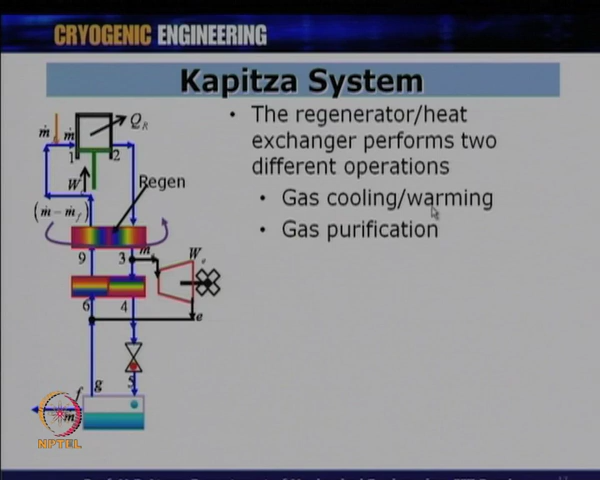 CRYOGENIC ENGINEERING
Kapitza System
• The regenerator/heat
exchanger performs two
different operations
• Gas cooling/warming
• Gas purification
Q_R
ṁ
ṁ
1
2
W
Regen
(ṁ − ṁ_f)
9
3
ṁ
W_e
6
4
e
5
g
f
ṁ
NPTEL